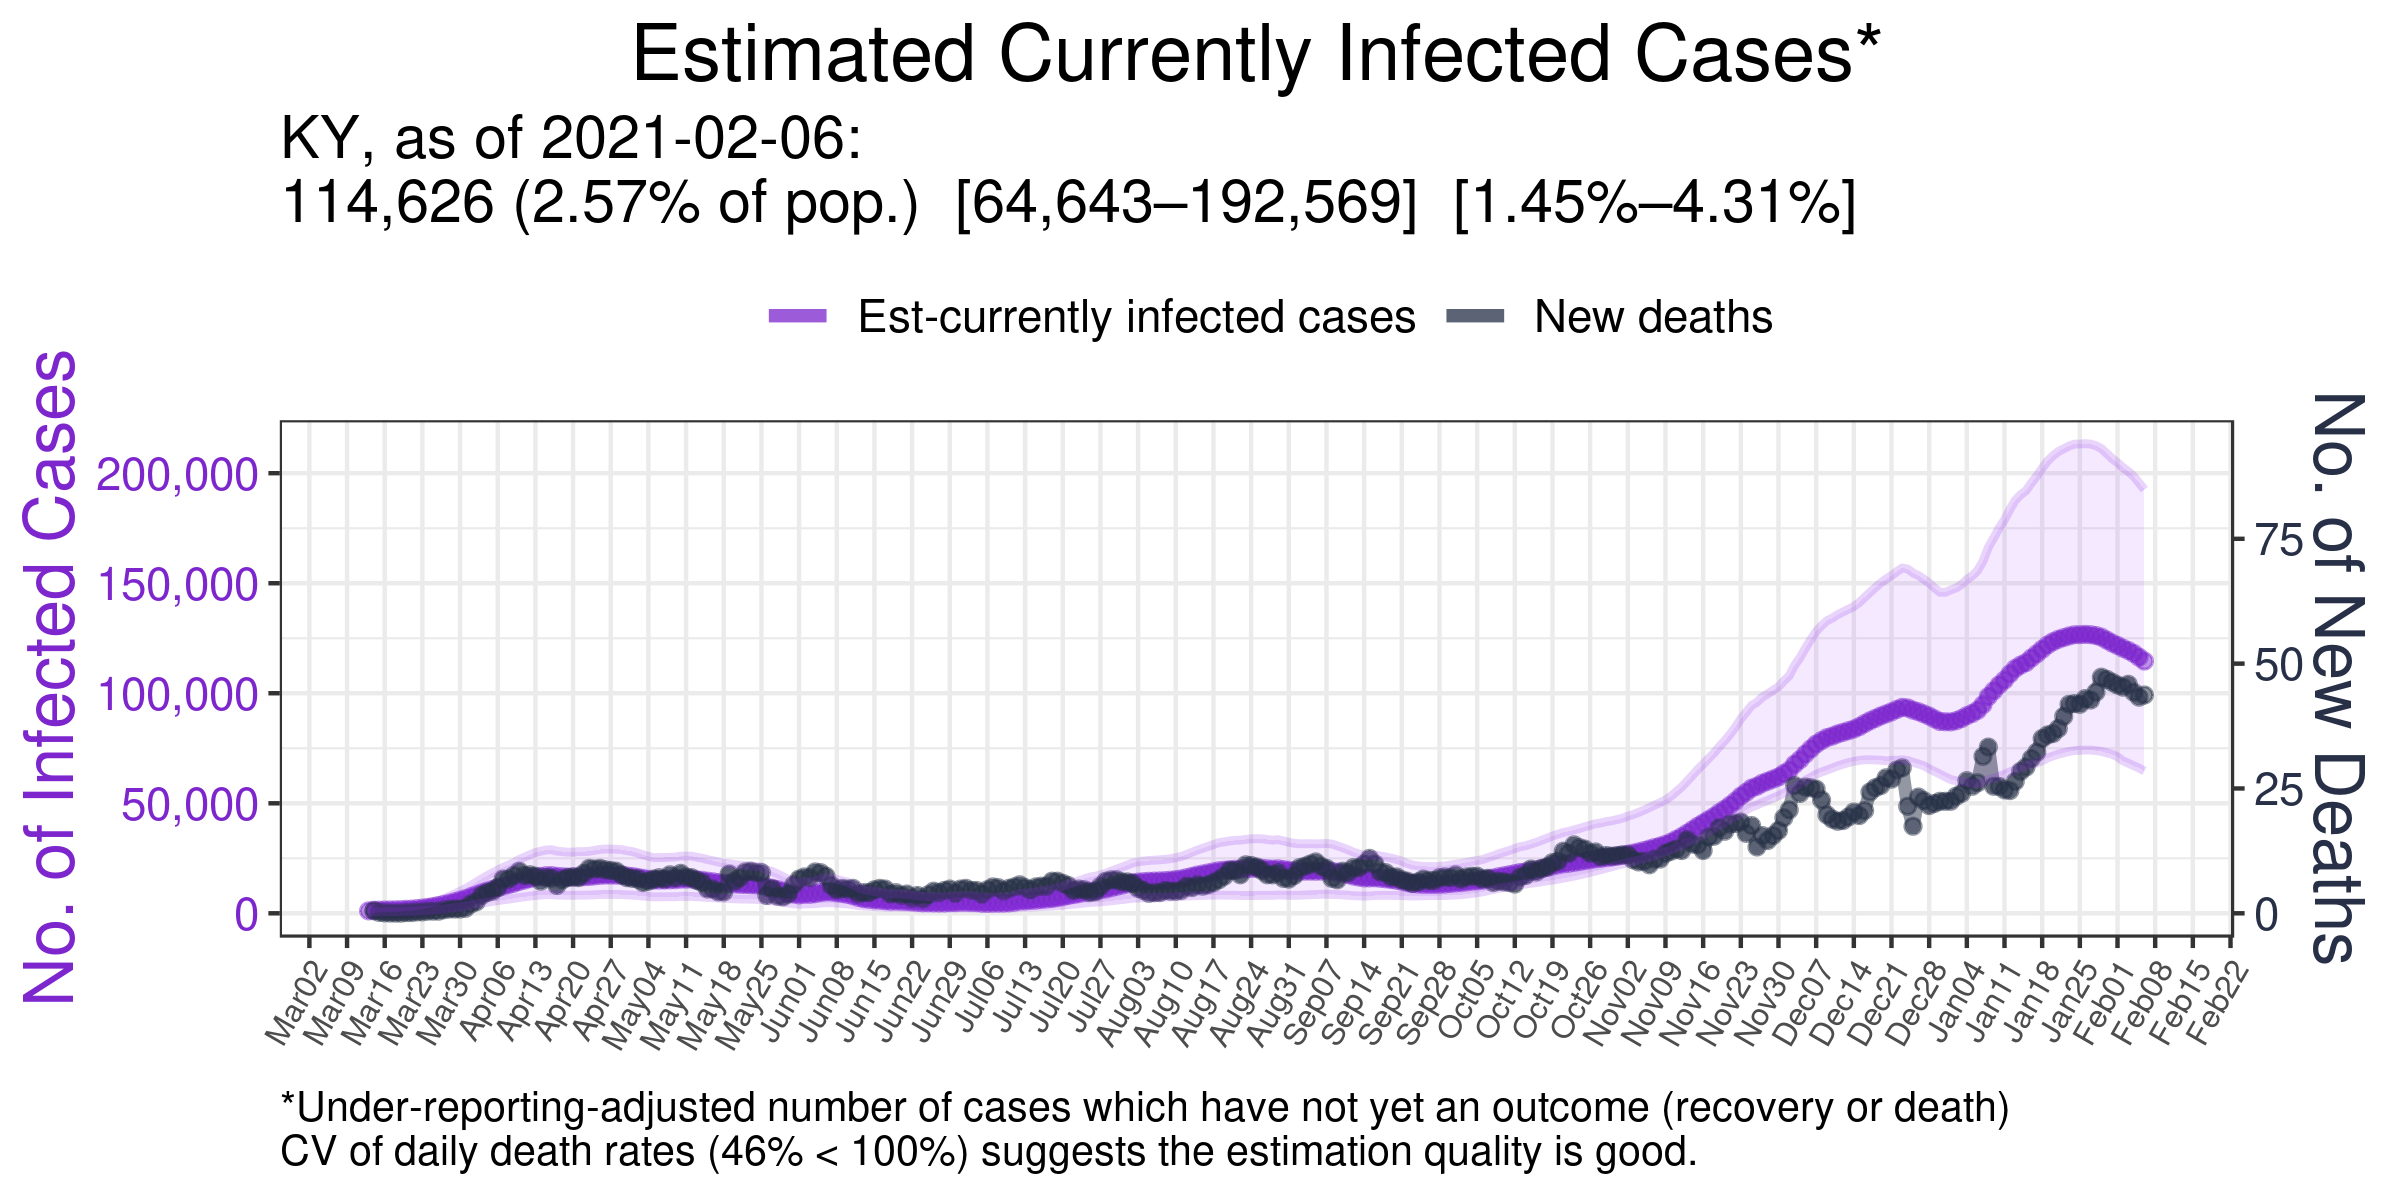 Estimated Currently Infected Cases*
KY, as of 2021-02-06:
114,626 (2.57% of pop.) [64,643–192,569] [1.45%–4.31%]
Est-currently infected cases New deaths
No. of Infected Cases
200,000
150,000
100,000
50,000
0
75
50
25
0
No. of New Deaths
Mar02 Mar09 Mar16 Mar23 Mar30 Apr06 Apr13 Apr20 Apr27 May04 May11 May18 May25 Jun01 Jun08 Jun15 Jun22 Jun29 Jul06 Jul13 Jul20 Jul27 Aug03 Aug10 Aug17 Aug24 Aug31 Sep07 Sep14 Sep21 Sep28 Oct05 Oct12 Oct19 Oct26 Nov02 Nov09 Nov16 Nov23 Nov30 Dec07 Dec14 Dec21 Dec28 Jan04 Jan11 Jan18 Jan25 Feb01 Feb08 Feb15 Feb22
*Under-reporting-adjusted number of cases which have not yet an outcome (recovery or death)
CV of daily death rates (46% < 100%) suggests the estimation quality is good.